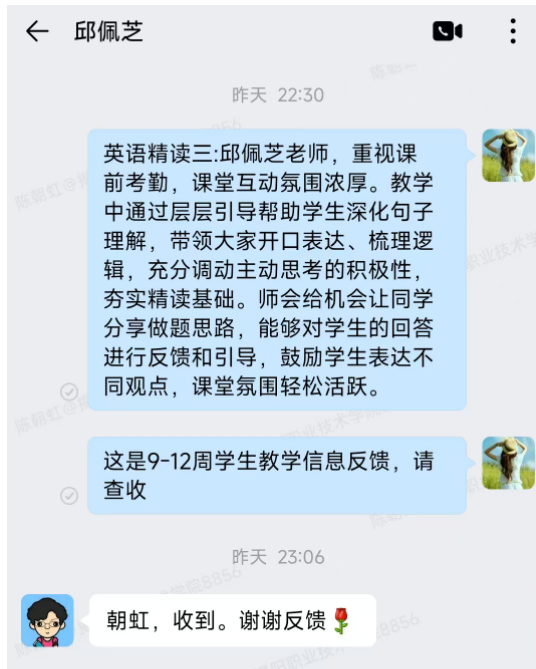 邱佩芝
昨天 22:30
英语精读三:邱佩芝老师，重视课
前考勤，课堂互动氛围浓厚。教学
中通过层层引导帮助学生深化句子
理解，带领大家开口表达、梳理逻
辑，充分调动主动思考的积极性，
夯实精读基础。师会给机会让同学
分享做题思路，能够对学生的回答
进行反馈和引导，鼓励学生表达不
同观点，课堂氛围轻松活跃。
这是9-12周学生教学信息反馈，请
查收
昨天 23:06
朝虹，收到。谢谢反馈🌹